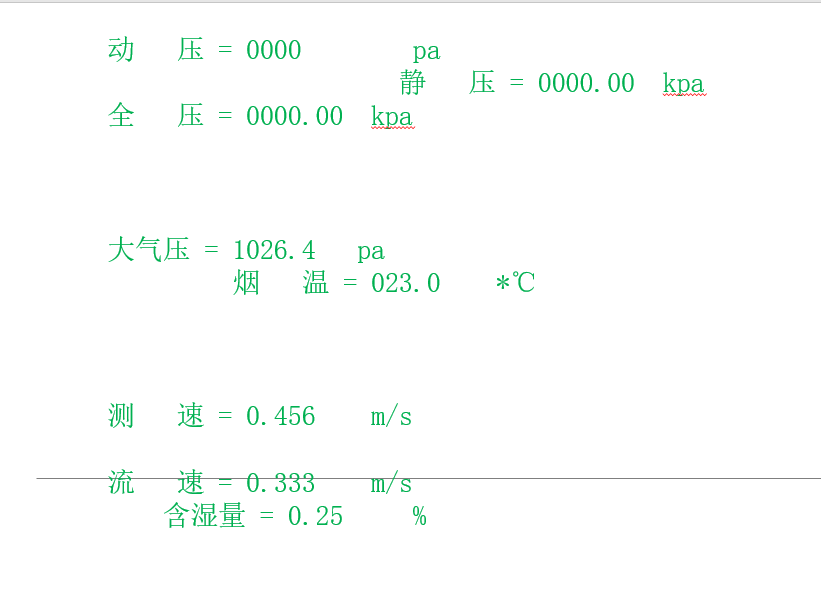 动   压 = 0000        pa
静   压 = 0000.00  kpa
全   压 = 0000.00  kpa
大气压 = 1026.4   pa
烟   温 = 023.0    *℃
测   速 = 0.456    m/s
流   速 = 0.333    m/s
含湿量 = 0.25     %